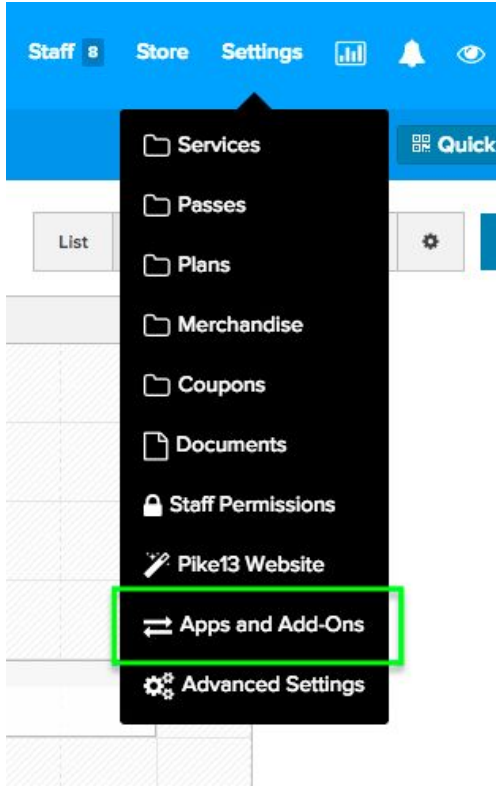 Staff 8 Store Settings
Quick
List
Services
Passes
Plans
Merchandise
Coupons
Documents
Staff Permissions
Pike13 Website
Apps and Add-Ons
Advanced Settings